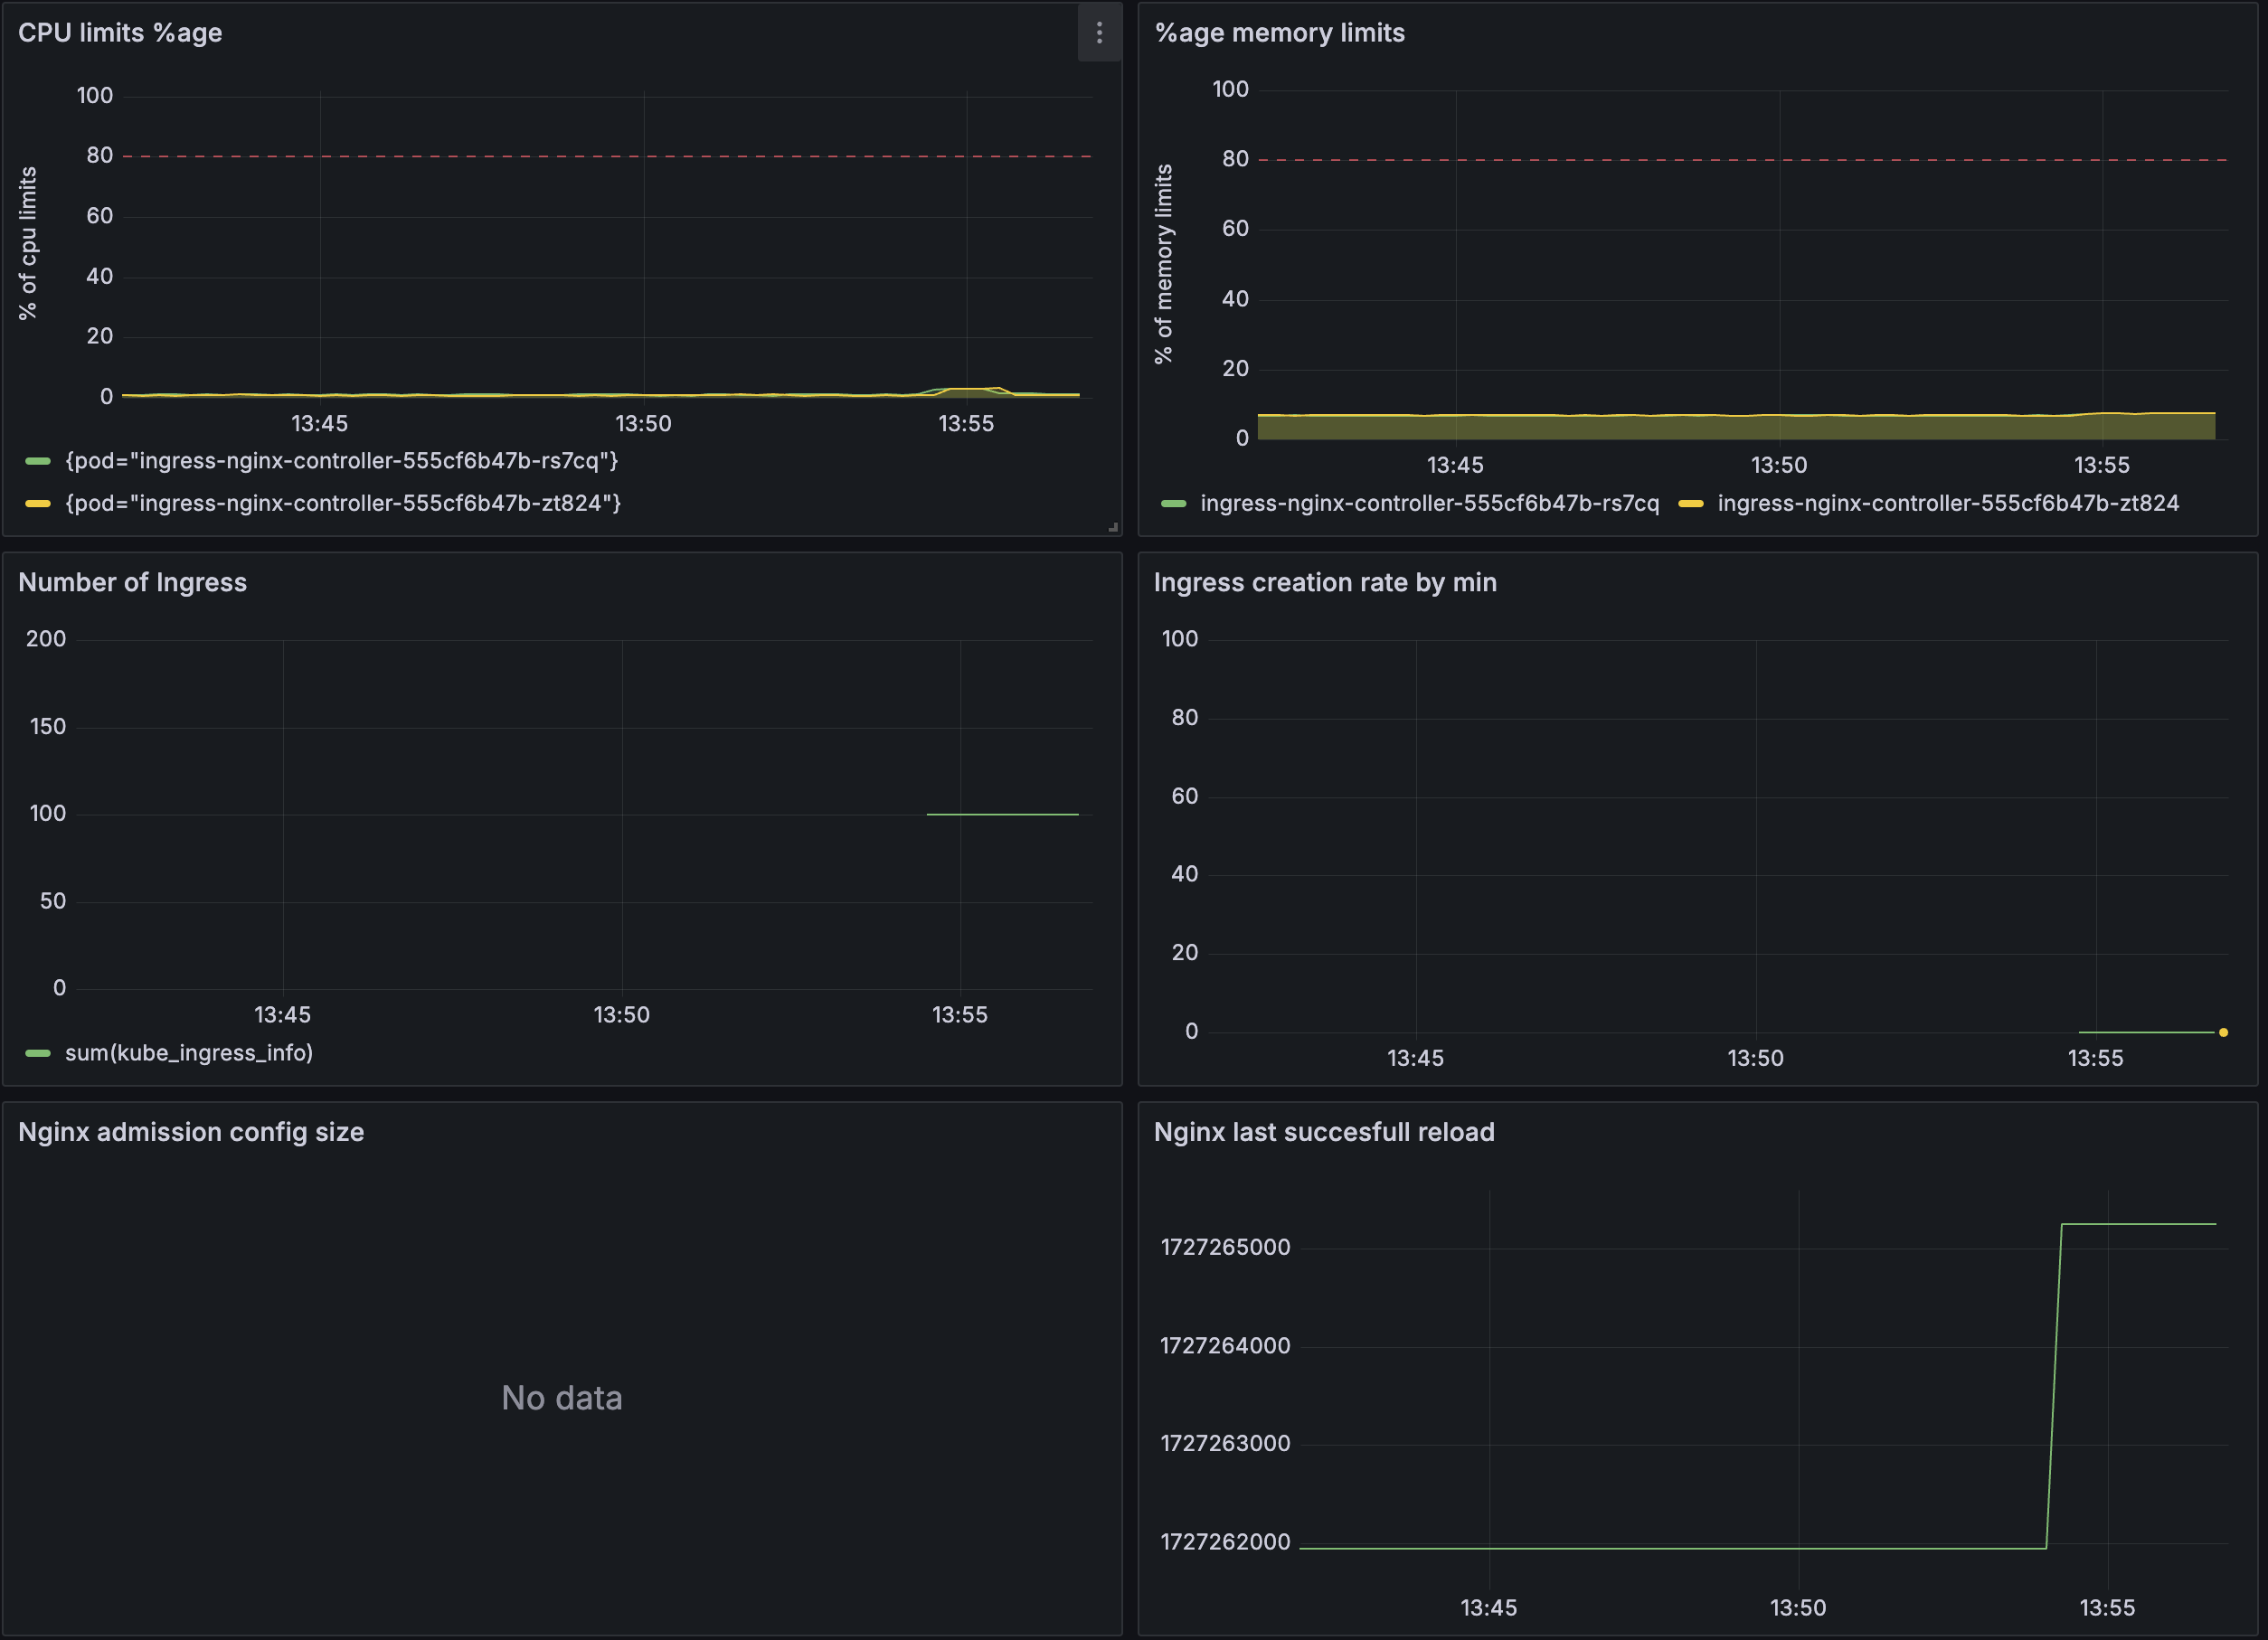 CPU limits %age
% of cpu limits
100
80
60
40
20
0
13:45 13:50 13:55
{pod="ingress-nginx-controller-555cf6b47b-rs7cq"}
{pod="ingress-nginx-controller-555cf6b47b-zt824"}
%age memory limits
% of memory limits
100
80
60
40
20
0
13:45 13:50 13:55
ingress-nginx-controller-555cf6b47b-rs7cq ingress-nginx-controller-555cf6b47b-zt824
Number of Ingress
200
150
100
50
0
13:45 13:50 13:55
sum(kube_ingress_info)
Ingress creation rate by min
100
80
60
40
20
0
13:45 13:50 13:55
Nginx admission config size
No data
Nginx last succesfull reload
1727265000
1727264000
1727263000
1727262000
13:45 13:50 13:55